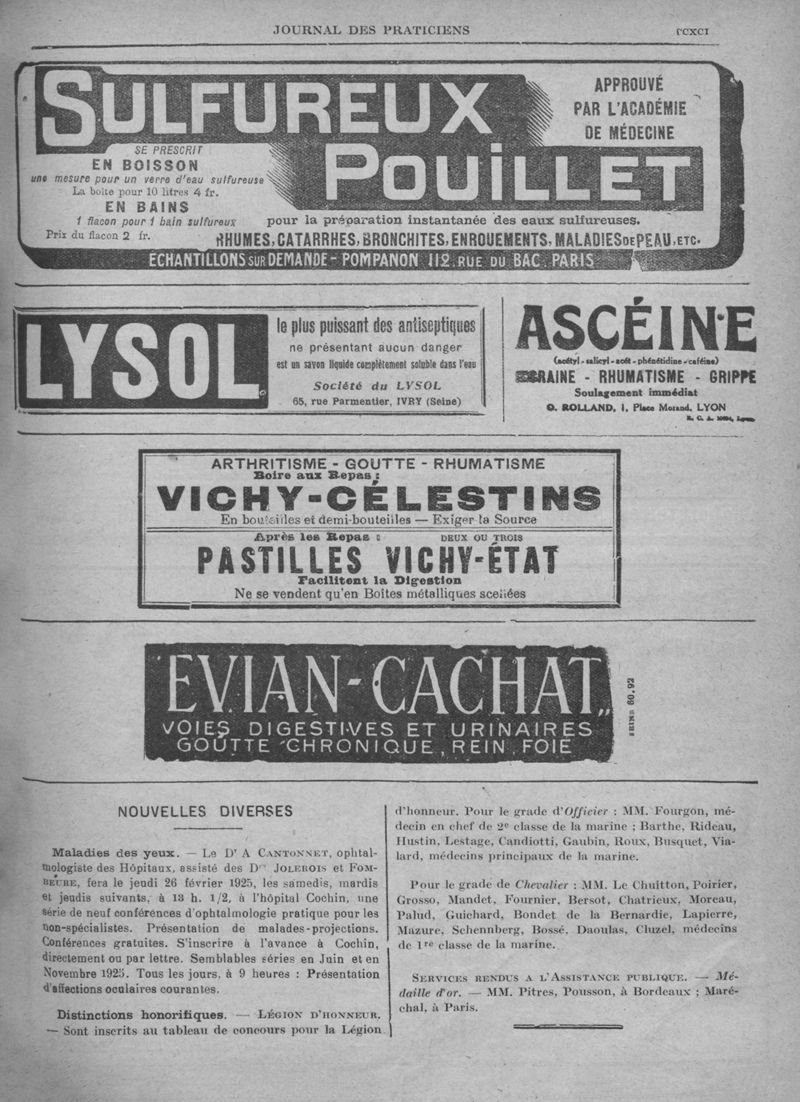 JOURNAL DES PRATICIENS
CCXCI
SULFUREUX
POUILLET
APPROUVÉ
PAR L'ACADÉMIE
DE MÉDECINE
SE PRESCRIT
EN BOISSON
une mesure pour un verre d'eau sulfureuse
La boîte pour 10 litres 4 fr.
EN BAINS
1 flacon pour 1 bain sulfureux
Prix du flacon 2 fr.
pour la préparation instantanée des eaux sulfureuses.
RHUMES, CATARRHES, BRONCHITES, ENROUEMENTS, MALADIES DE PEAU, ETC.
ÉCHANTILLONS SUR DEMANDE - POMPANON 112, RUE DU BAC, PARIS
LYSOL
le plus puissant des antiseptiques
ne présentant aucun danger
est un savon liquide complètement soluble dans l'eau
Société du LYSOL
65, rue Parmentier, IVRY (Seine)
ASCÉINE
(acétyl-salicyl-acét-phénétidine-caféine)
RAINE - RHUMATISME - GRIPPE
Soulagement immédiat
O. ROLLAND, 1, Place Morand, LYON
R. C. A. Lyon
ARTHRITISME - GOUTTE - RHUMATISME
Boire aux Repas :
VICHY-CÉLESTINS
En bouteilles et demi-bouteilles — Exiger la Source
Après les Repas : DEUX OU TROIS
PASTILLES VICHY-ÉTAT
Facilitent la Digestion
Ne se vendent qu'en Boîtes métalliques scellées
EVIAN-CACHAT„
VOIES DIGESTIVES ET URINAIRES
GOUTTE CHRONIQUE, REIN, FOIE
SEINE 60.92
NOUVELLES DIVERSES
Maladies des yeux. — Le Dr A CANTONNET, ophtal-
mologiste des Hôpitaux, assisté des Drs JOLEROIS et FOM-
BEURE, fera le jeudi 26 février 1925, les samedis, mardis
et jeudis suivants, à 13 h. 1/2, à l'hôpital Cochin, une
série de neuf conférences d'ophtalmologie pratique pour les
non-spécialistes. Présentation de malades-projections.
Conférences gratuites. S'inscrire à l'avance à Cochin,
directement ou par lettre. Semblables séries en Juin et en
Novembre 1925. Tous les jours, à 9 heures : Présentation
d'affections oculaires courantes.
Distinctions honorifiques. — LÉGION D'HONNEUR.
— Sont inscrits au tableau de concours pour la Légion
d'honneur. Pour le grade d'Officier : MM. Fourgon, mé-
decin en chef de 2e classe de la marine ; Barthe, Rideau,
Hustin, Lestage, Candiotti, Gaubin, Roux, Busquet, Via-
lard, médecins principaux de la marine.
Pour le grade de Chevalier : MM. Le Chuitton, Poirier,
Grosso, Mandet, Fournier, Bersot, Chatrieux, Moreau,
Palud, Guichard, Bondet de la Bernardie, Lapierre,
Mazure, Schennberg, Bossé, Daoulas, Cluzel, médecins
de 1re classe de la marine.
SERVICES RENDUS A L'ASSISTANCE PUBLIQUE. — Mé-
daille d'or. — MM. Pitres, Pousson, à Bordeaux ; Maré-
chal, à Paris.